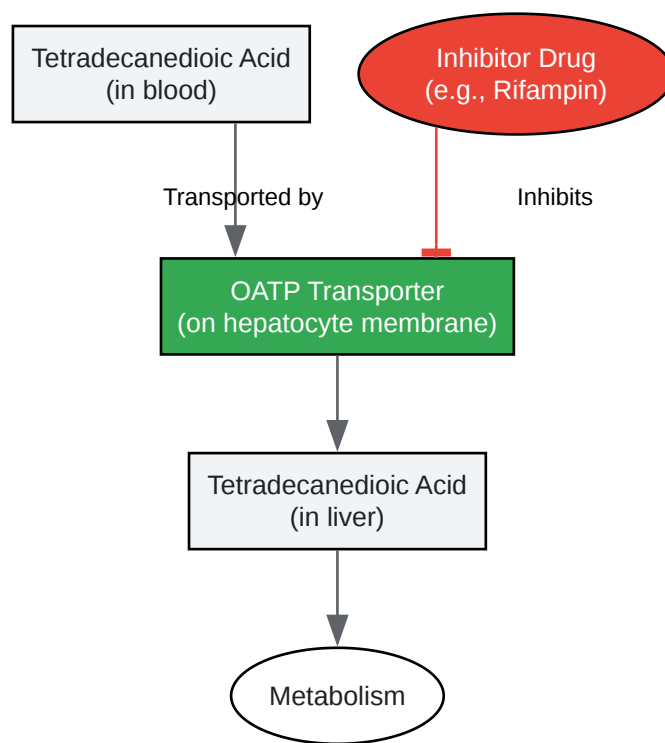 Tetradecanedioic Acid
(in blood)
Inhibitor Drug
(e.g., Rifampin)
Transported by
Inhibits
OATP Transporter
(on hepatocyte membrane)
Tetradecanedioic Acid
(in liver)
Metabolism